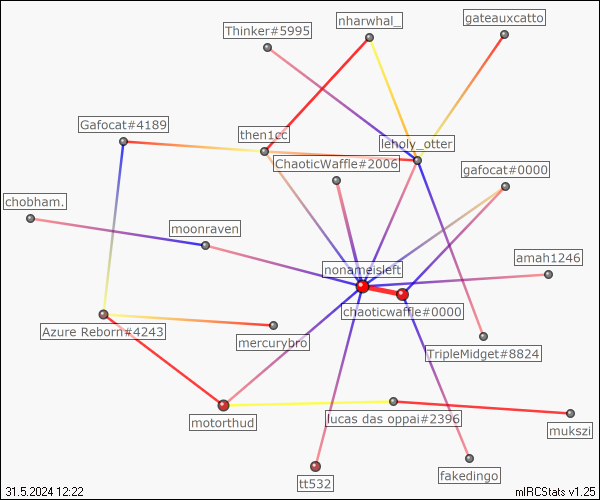 nharwhal_
gateauxcatto
Thinker#5995
Gafocat#4189
then1cc
leholy_otter
ChaoticWaffle#2006
gafocat#0000
chobham.
moonraven
amah1246
nonameisleft
chaoticwaffle#0000
Azure Reborn#4243
mercurybro
TripleMidget#8824
motorthud
lucas das oppai#2396
mukszi
tt532
fakedingo
31.5.2024 12:22
mIRCStats v1.25